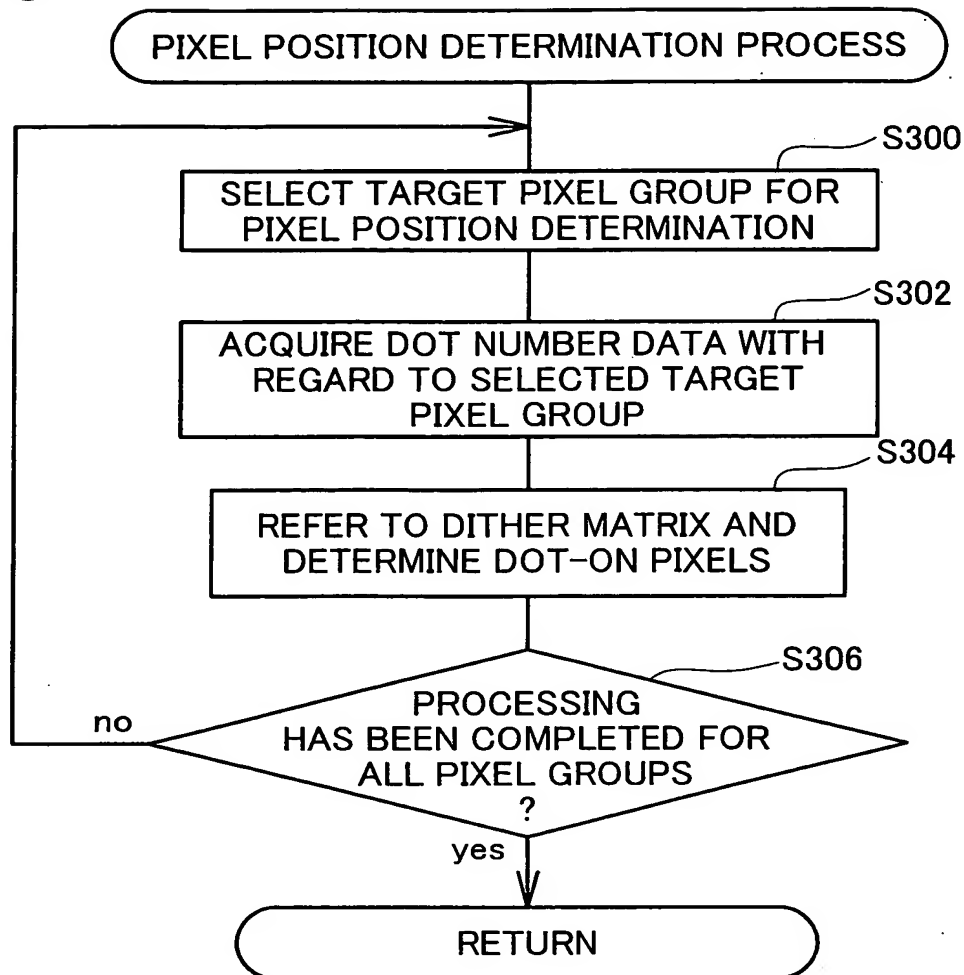 PIXEL POSITION DETERMINATION PROCESS
S300
SELECT TARGET PIXEL GROUP FOR
PIXEL POSITION DETERMINATION
S302
ACQUIRE DOT NUMBER DATA WITH
REGARD TO SELECTED TARGET
PIXEL GROUP
S304
REFER TO DITHER MATRIX AND
DETERMINE DOT-ON PIXELS
S306
PROCESSING
HAS BEEN COMPLETED FOR
ALL PIXEL GROUPS
?
no
yes
RETURN